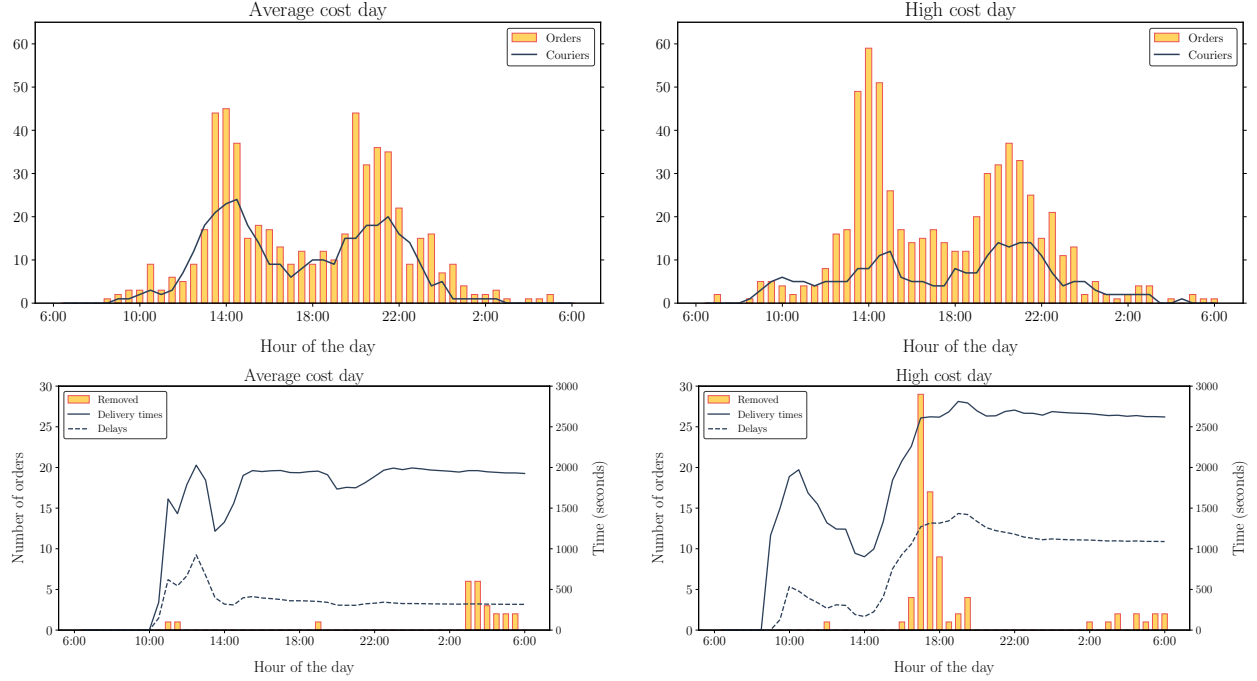 Average cost day
60
50
40
30
20
10
0
Orders
Couriers
6:00 10:00 14:00 18:00 22:00 2:00 6:00
Hour of the day
High cost day
60
50
40
30
20
10
0
Orders
Couriers
6:00 10:00 14:00 18:00 22:00 2:00 6:00
Hour of the day
Average cost day
Number of orders
30
25
20
15
10
5
0
Removed
Delivery times
Delays
3000
2500
2000
1500
1000
500
0
Time (seconds)
6:00 10:00 14:00 18:00 22:00 2:00 6:00
Hour of the day
High cost day
Number of orders
30
25
20
15
10
5
0
Removed
Delivery times
Delays
3000
2500
2000
1500
1000
500
0
Time (seconds)
6:00 10:00 14:00 18:00 22:00 2:00 6:00
Hour of the day